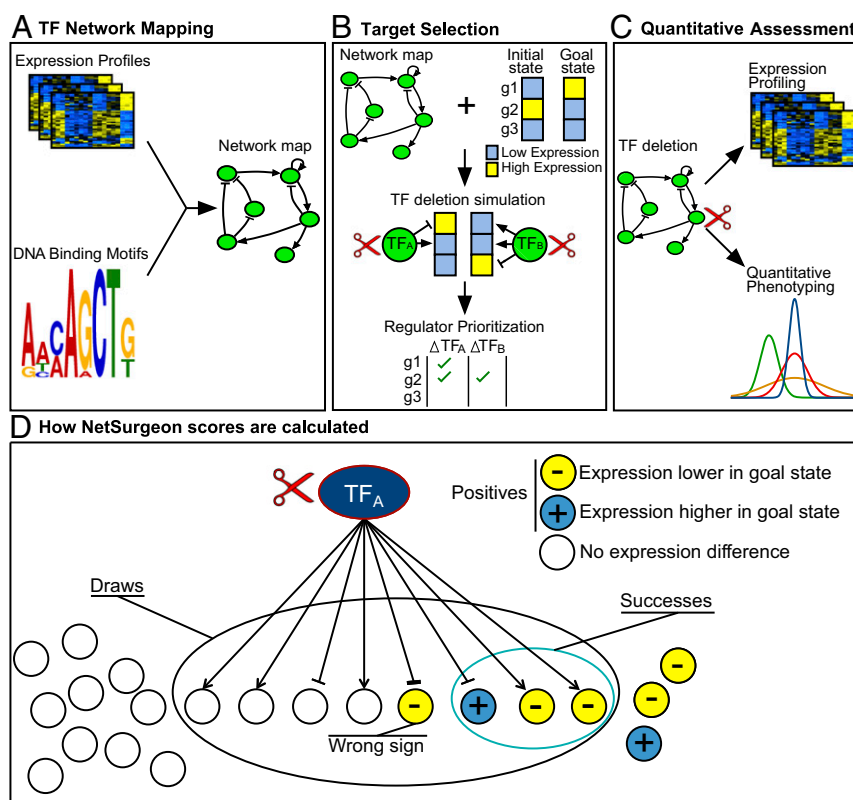 A TF Network Mapping
Expression Profiles
Network map
DNA Binding Motifs
A A C A G C T G
G T A A T
G C
B Target Selection
Network map
Initial state
Goal state
+
g1
g2
g3
Low Expression
High Expression
TF deletion simulation
TFA
TFB
Regulator Prioritization
Δ TFA ΔTFB
g1 ✓
g2 ✓ ✓
g3
C Quantitative Assessment
Expression
Profiling
TF deletion
Quantitative
Phenotyping
D How NetSurgeon scores are calculated
TFA
Positives
- Expression lower in goal state
+ Expression higher in goal state
No expression difference
Draws
Successes
-
+
-
-
-
-
+
Wrong sign